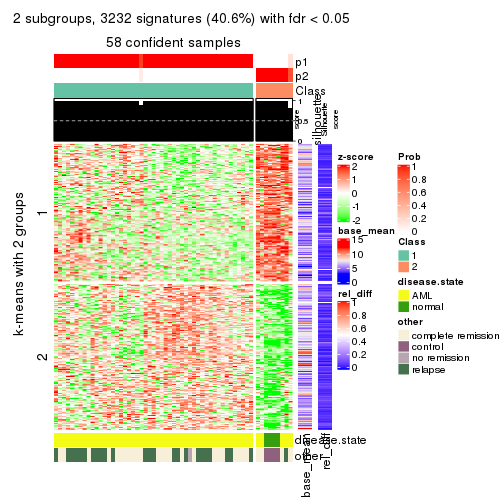 2 subgroups, 3232 signatures (40.6%) with fdr < 0.05
58 confident samples
p1
p2
Class
1
0.5
0
silhouette
score
score
k-means with 2 groups
1
2
z-score
2
1
0
-1
-2
base_mean
15
10
5
0
rel_diff
1
0.8
0.6
0.4
0.2
0
Prob
1
0.8
0.6
0.4
0.2
0
Class
1
2
disease.state
AML
normal
other
complete remission
control
no remission
relapse
disease.state
other
base_mean
rel_diff